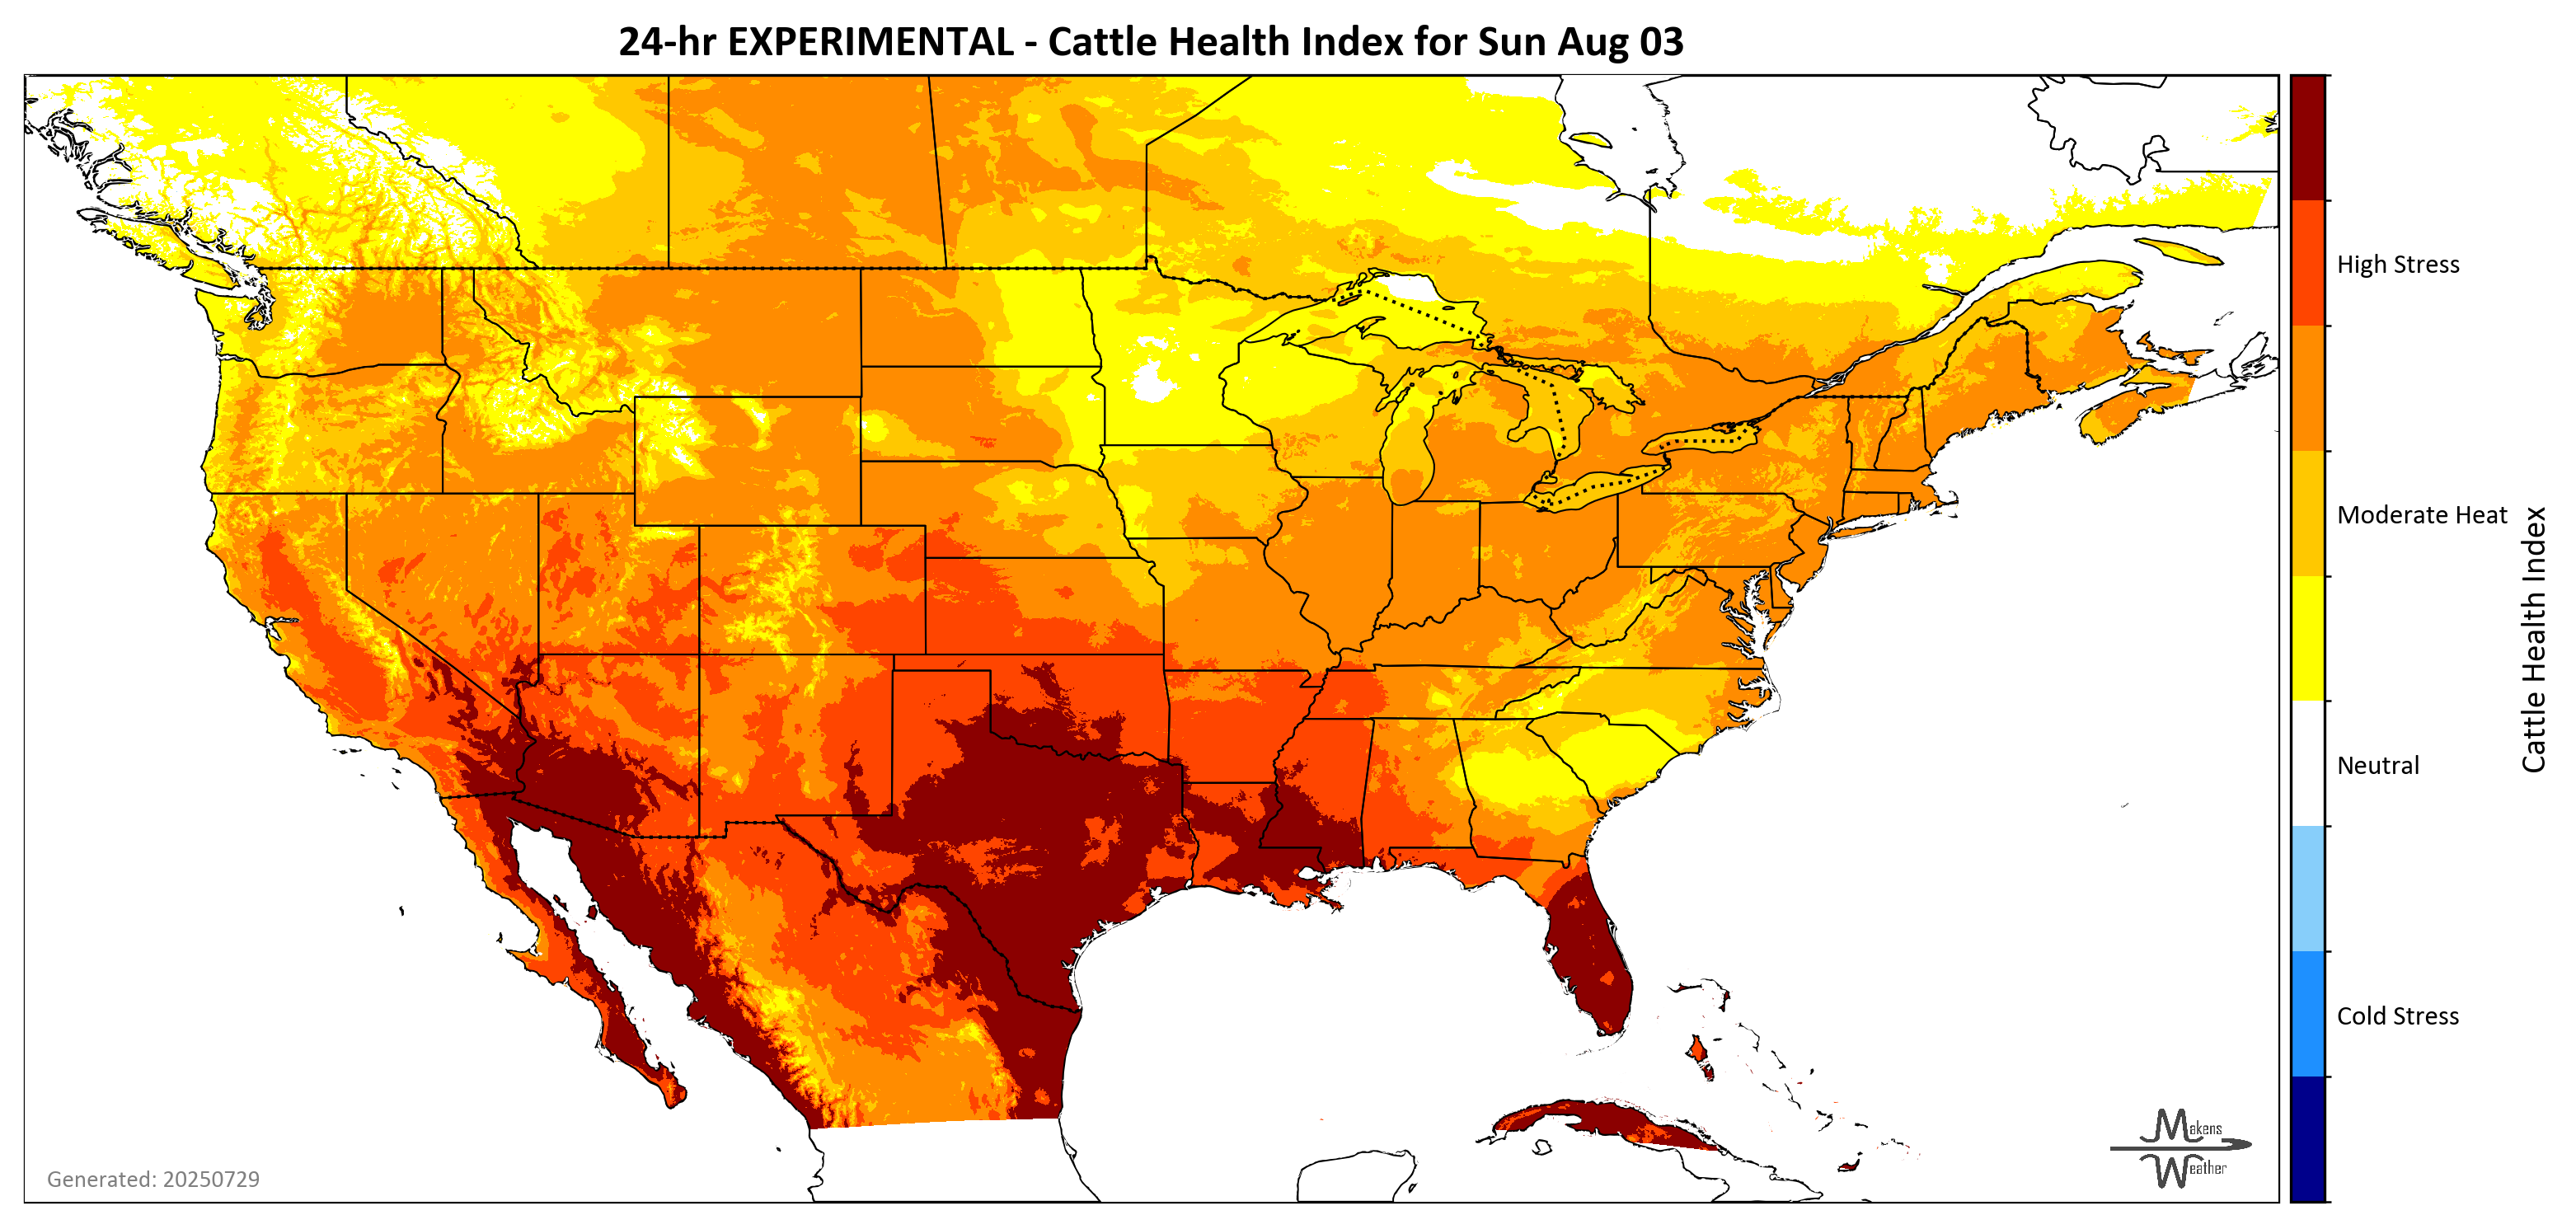 24-hr EXPERIMENTAL - Cattle Health Index for Sun Aug 03
High Stress
Moderate Heat
Neutral
Cold Stress
Cattle Health Index
Makens
Weather
Generated: 20250729